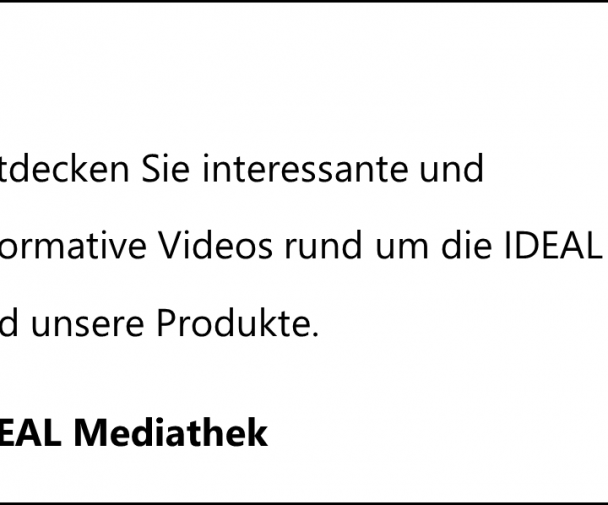 tdecken Sie interessante und
ormative Videos rund um die IDEAL
d unsere Produkte.
EAL Mediathek